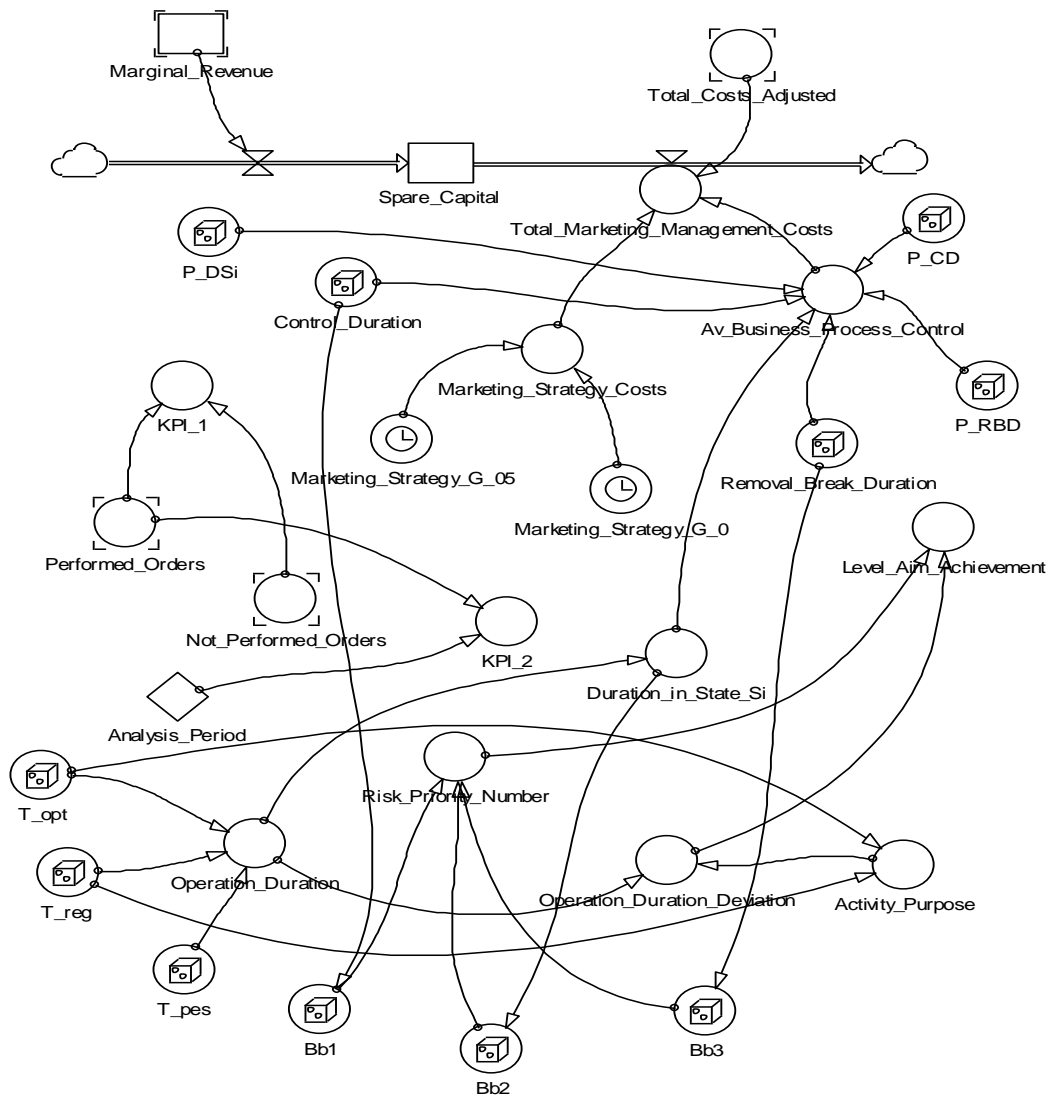 Marginal_Revenue
Total_Costs_Adjusted
Spare_Capital
Total_Marketing_Management_Costs
P_DSi
P_CD
Control_Duration
Av_Business_Process_Control
Marketing_Strategy_Costs
KPI_1
P_RBD
Marketing_Strategy_G_05
Removal_Break_Duration
Marketing_Strategy_G_0
Performed_Orders
Level_Aim_Achievement
Not_Performed_Orders
KPI_2
Duration_in_State_Si
Analysis_Period
Risk_Priority_Number
T_opt
Operation_Duration
Operation_Duration_Deviation
Activity_Purpose
T_reg
T_pes
Bb1
Bb2
Bb3